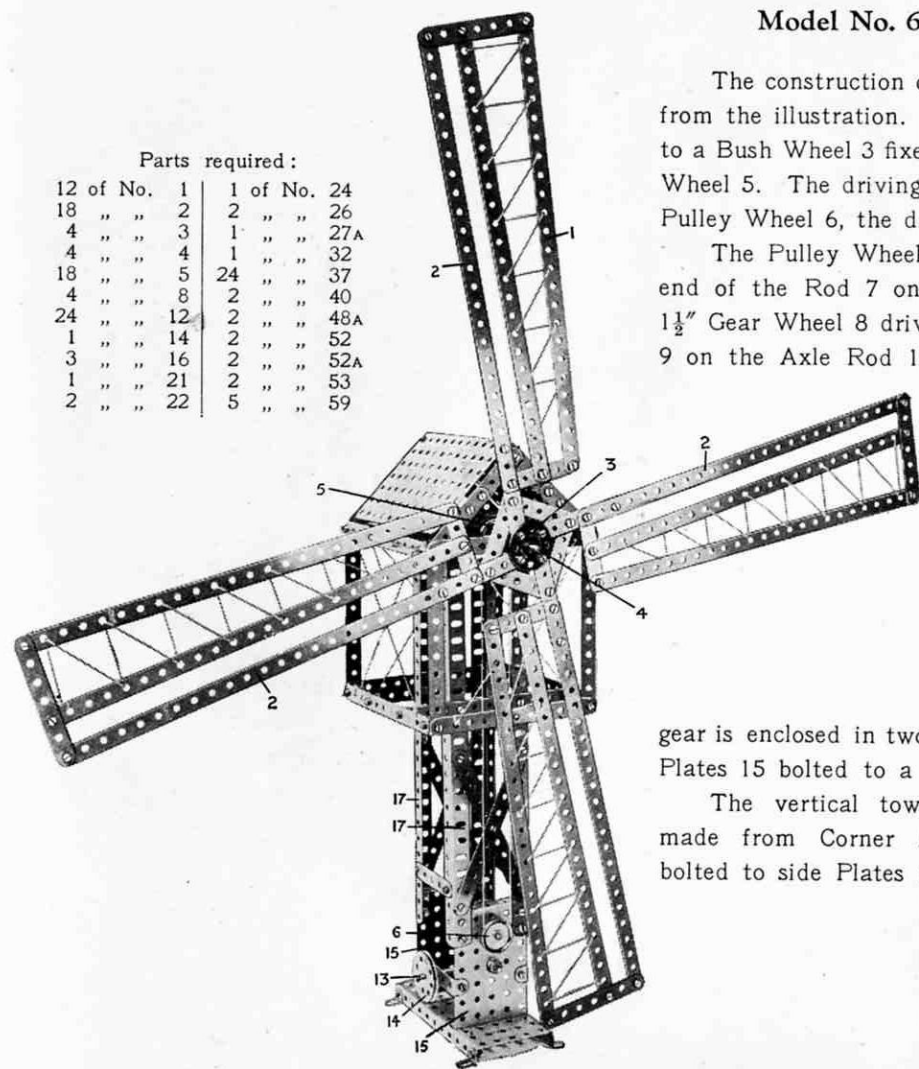 Model No. 6
The construction
from the illustration.
to a Bush Wheel 3 fixe
Wheel 5. The driving
Pulley Wheel 6, the d
The Pulley Wheel
end of the Rod 7 on
1½″ Gear Wheel 8 driv
9 on the Axle Rod 1
Parts required:
12 of No. 1 1 of No. 24
18 „ „ 2 2 „ „ 26
4 „ „ 3 1 „ „ 27A
4 „ „ 4 1 „ „ 32
18 „ „ 5 24 „ „ 37
4 „ „ 8 2 „ „ 40
24 „ „ 12 2 „ „ 48A
1 „ „ 14 2 „ „ 52
3 „ „ 16 2 „ „ 52A
1 „ „ 21 2 „ „ 53
2 „ „ 22 5 „ „ 59
1
2
2
3
5
4
2
gear is enclosed in two
Plates 15 bolted to a
The vertical tow
made from Corner
bolted to side Plates
17
17
6
15
13
14
15